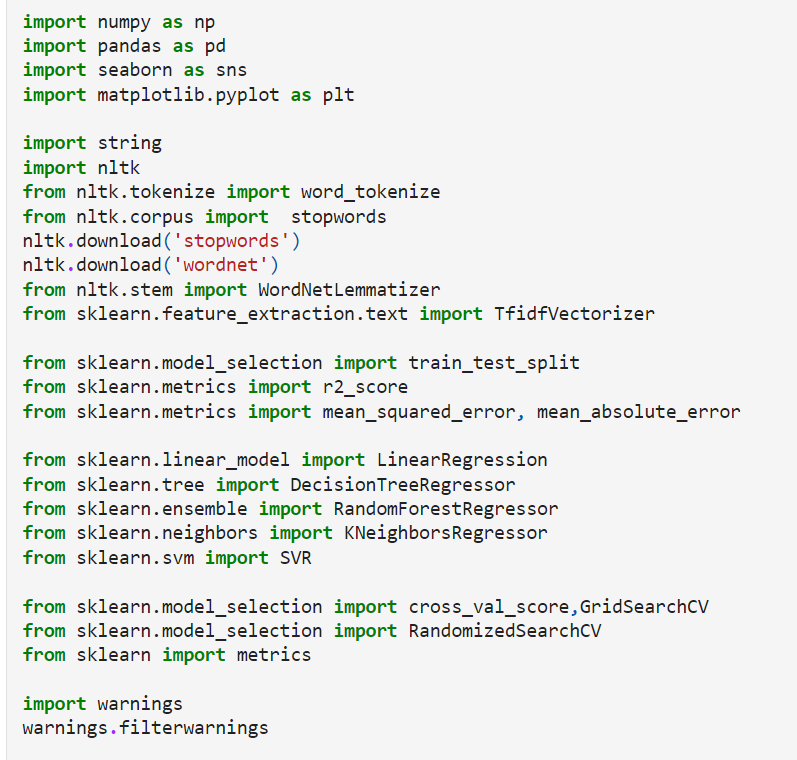 import numpy as np
import pandas as pd
import seaborn as sns
import matplotlib.pyplot as plt
import string
import nltk
from nltk.tokenize import word_tokenize
from nltk.corpus import  stopwords
nltk.download('stopwords')
nltk.download('wordnet')
from nltk.stem import WordNetLemmatizer
from sklearn.feature_extraction.text import TfidfVectorizer
from sklearn.model_selection import train_test_split
from sklearn.metrics import r2_score
from sklearn.metrics import mean_squared_error, mean_absolute_error
from sklearn.linear_model import LinearRegression
from sklearn.tree import DecisionTreeRegressor
from sklearn.ensemble import RandomForestRegressor
from sklearn.neighbors import KNeighborsRegressor
from sklearn.svm import SVR
from sklearn.model_selection import cross_val_score,GridSearchCV
from sklearn.model_selection import RandomizedSearchCV
from sklearn import metrics
import warnings
warnings.filterwarnings